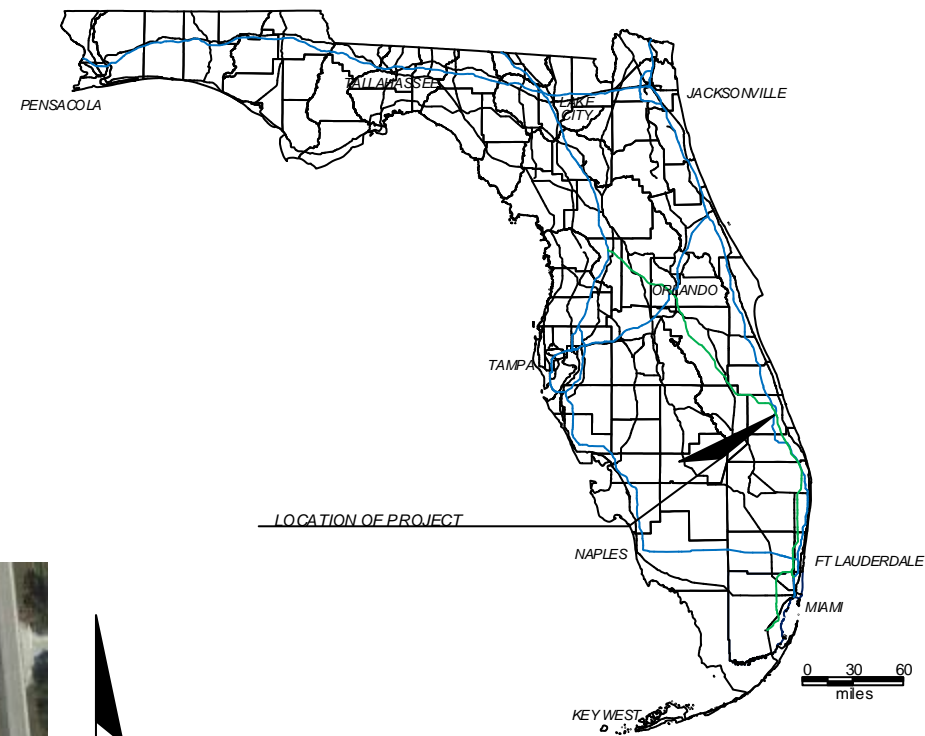 PENSACOLA
TALLAHASSEE
LAKE
CITY
JACKSONVILLE
ORLANDO
TAMPA
LOCATION OF PROJECT
NAPLES
FT LAUDERDALE
MIAMI
0 30 60
miles
KEY WEST